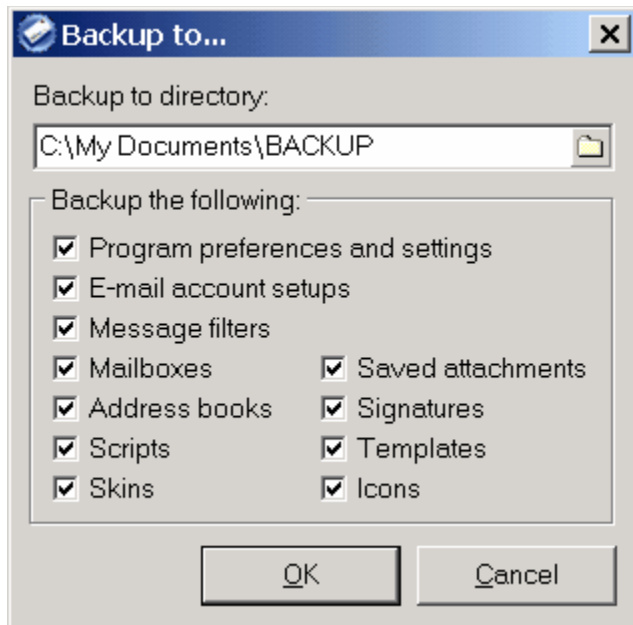 Backup to...
Backup to directory:
C:\My Documents\BACKUP
Backup the following:
Program preferences and settings
E-mail account setups
Message filters
Mailboxes Saved attachments
Address books Signatures
Scripts Templates
Skins Icons
OK Cancel